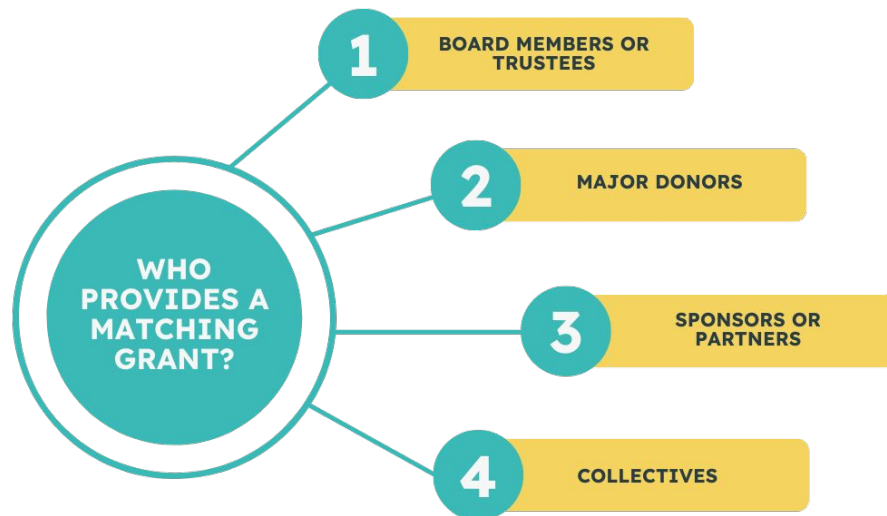 WHO
PROVIDES A
MATCHING
GRANT?
1
BOARD MEMBERS OR
TRUSTEES
2
MAJOR DONORS
3
SPONSORS OR
PARTNERS
4
COLLECTIVES